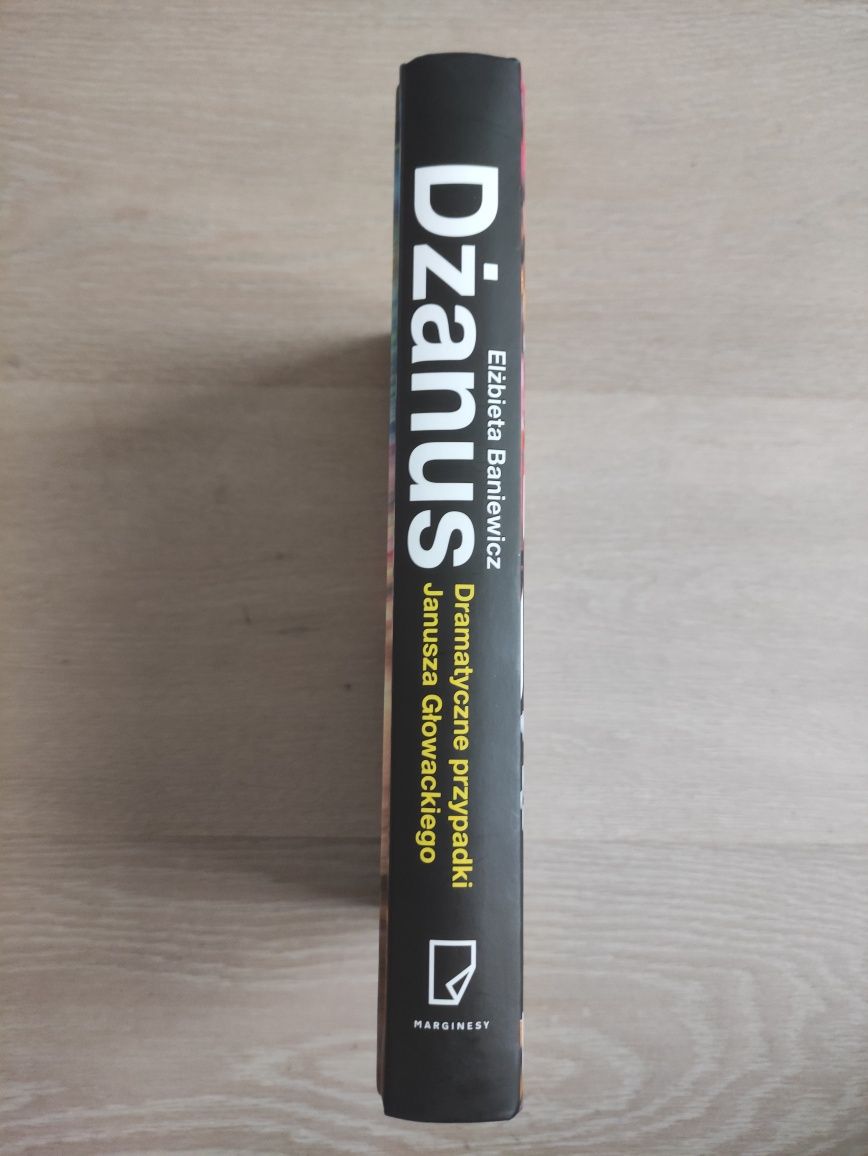 Elżbieta Baniewicz
Dżanus
Dramatyczne przypadki
Janusza Głowackiego
MARGINESY